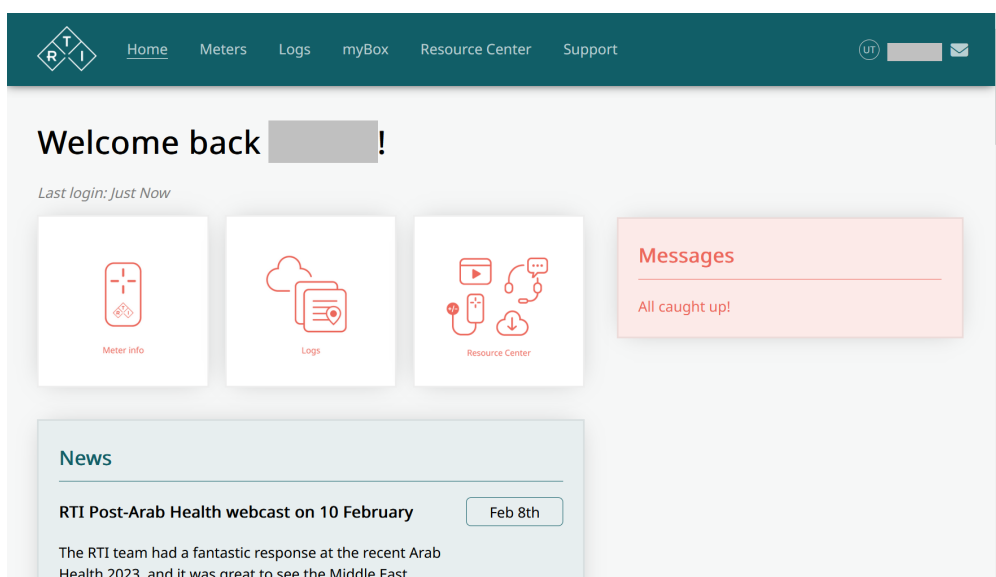 RTI
Home Meters Logs myBox Resource Center Support
UT
Welcome back !
Last login: Just Now
RTI
Meter info
Logs
Resource Center
Messages
All caught up!
News
RTI Post-Arab Health webcast on 10 February
Feb 8th
The RTI team had a fantastic response at the recent Arab
Health 2023, and it was great to see the Middle East